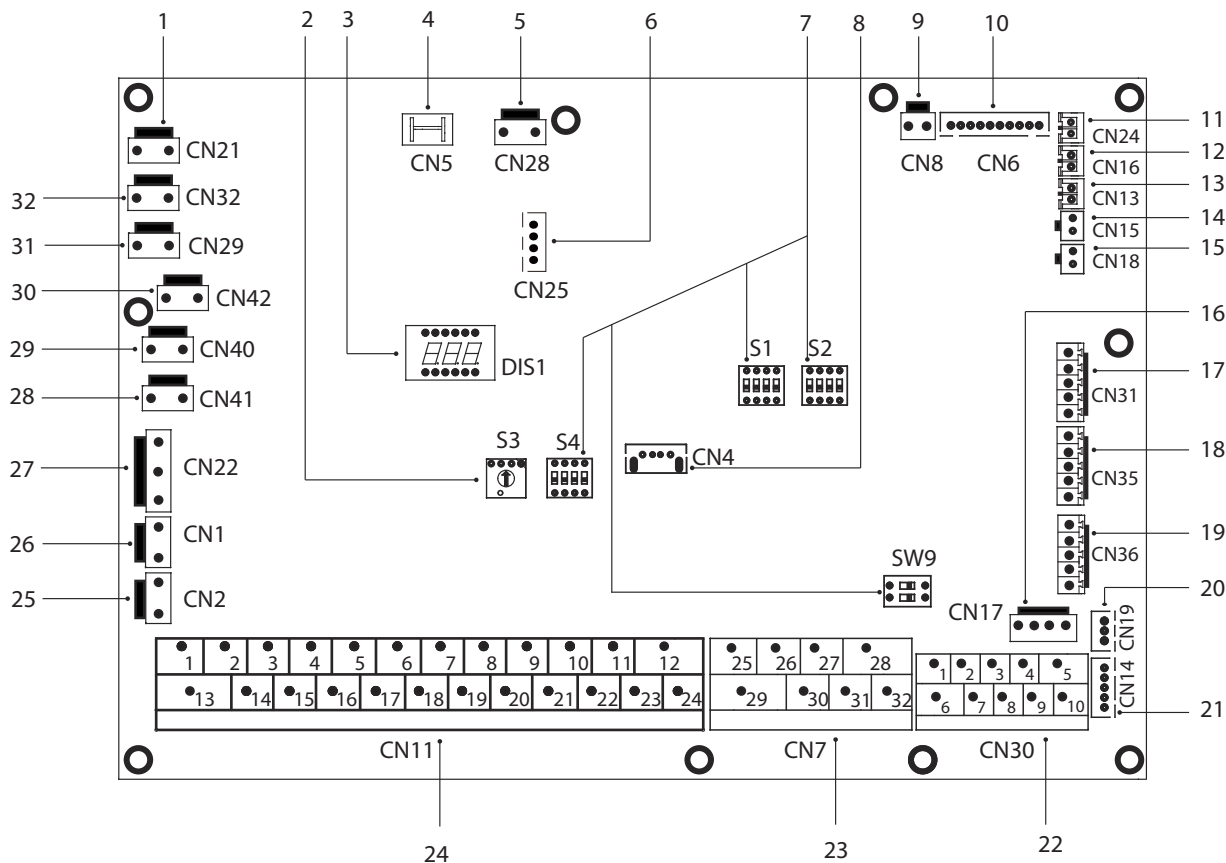 1 2 3 4 5 6 7 8 9 10
11
CN21 CN5 CN28 CN8 CN6 CN24
12
CN16
13
32 CN32 CN13
14
31 CN29 CN15
15
CN18
30 CN42 CN25
16
29 CN40 DIS1 S1 S2
17
28 CN41 CN31
S3 S4 CN4
18
27 CN22 CN35
26 CN1
19
SW9 CN36
25 CN2 CN17
20
CN19
1 2 3 4 5 6 7 8 9 10 11 12
25 26 27 28
1 2 3 4 5
CN14
13 14 15 16 17 18 19 20 21 22 23 24
29 30 31 32
6 7 8 9 10
21
CN11 CN7 CN30
24 23 22